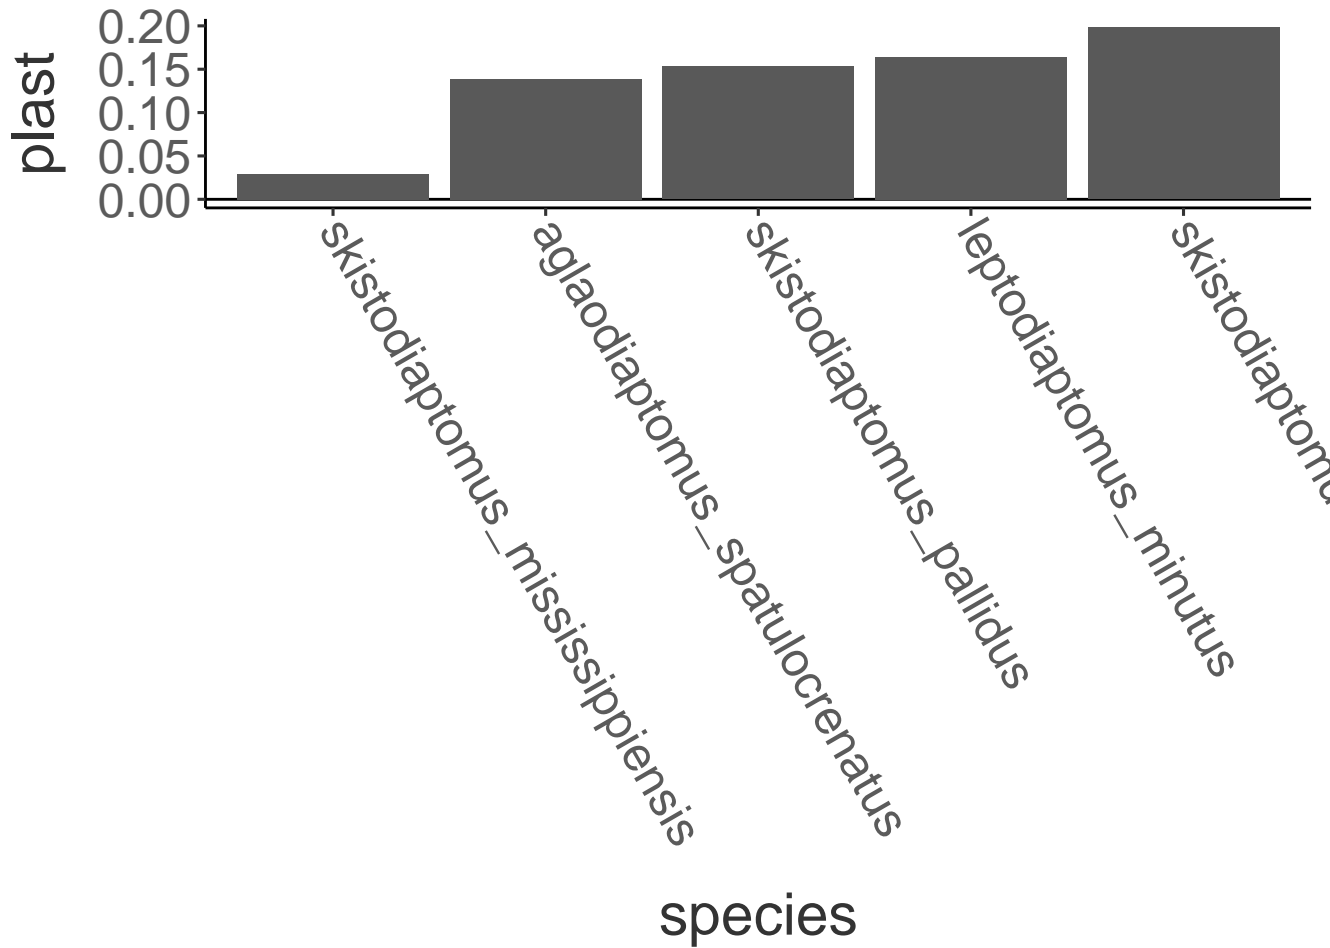 plast
0.20
0.15
0.10
0.05
0.00
skistodiaptomus_mississippiensis
aglaodiaptomus_spatulocrenatus
skistodiaptomus_pallidus
leptodiaptomus_minutus
species